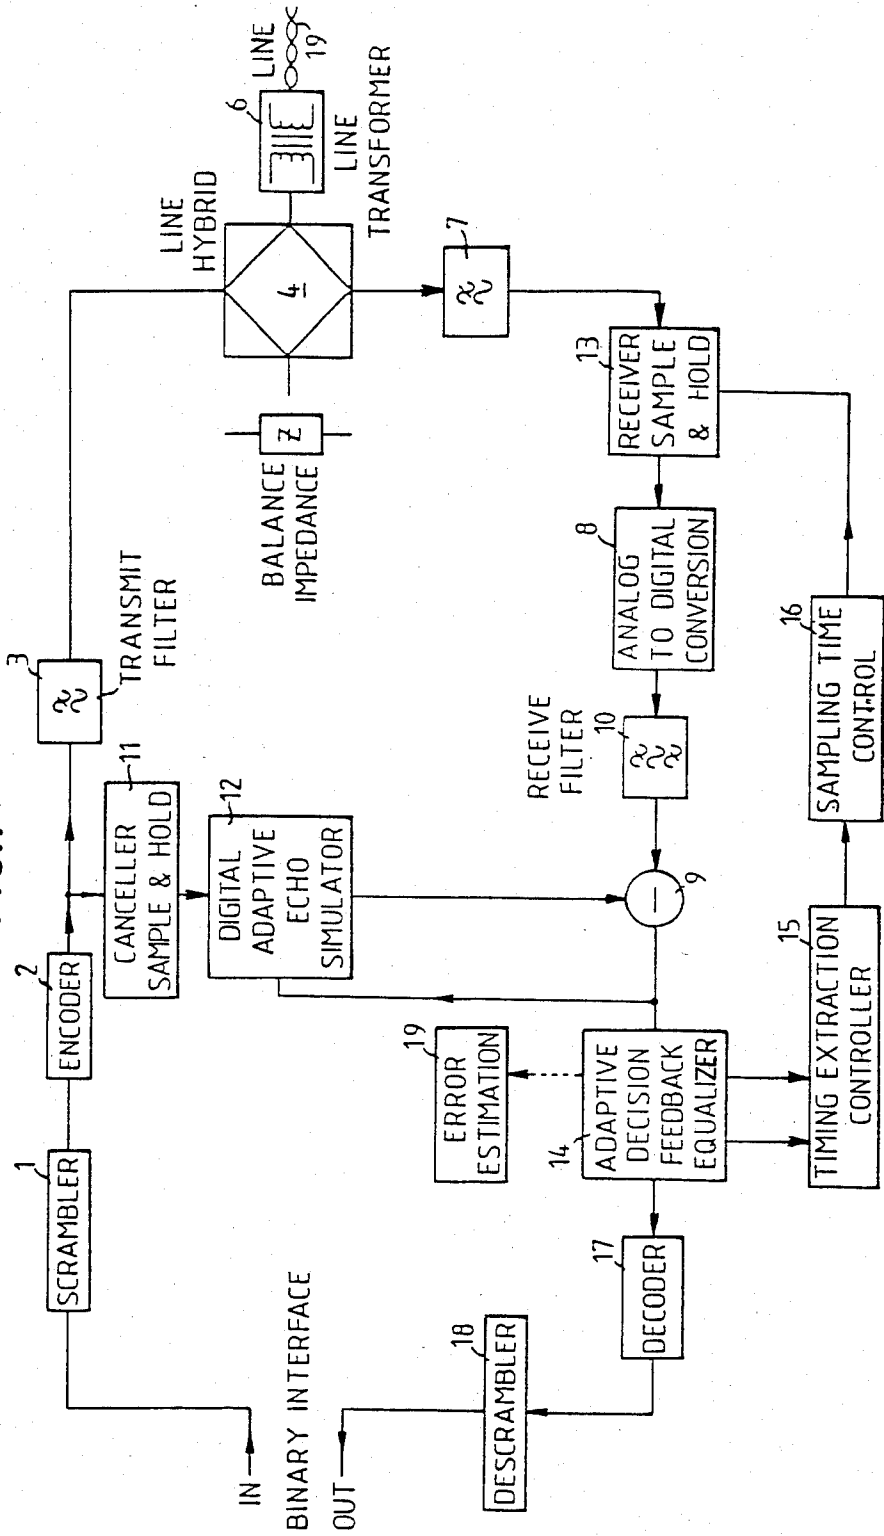 IN
BINARY INTERFACE
OUT
1
SCRAMBLER
2
ENCODER
3
TRANSMIT
FILTER
11
CANCELLER
SAMPLE & HOLD
12
DIGITAL
ADAPTIVE
ECHO
SIMULATOR
LINE
HYBRID
4
BALANCE
IMPEDANCE
Z
6
LINE
19
LINE
TRANSFORMER
7
13
RECEIVER
SAMPLE
& HOLD
8
ANALOG
TO DIGITAL
CONVERSION
RECEIVE
FILTER
10
9
19
ERROR
ESTIMATION
14
ADAPTIVE
DECISION
FEEDBACK
EQUALIZER
15
TIMING EXTRACTION
CONTROLLER
16
SAMPLING TIME
CONTROL
17
DECODER
18
DESCRAMBLER